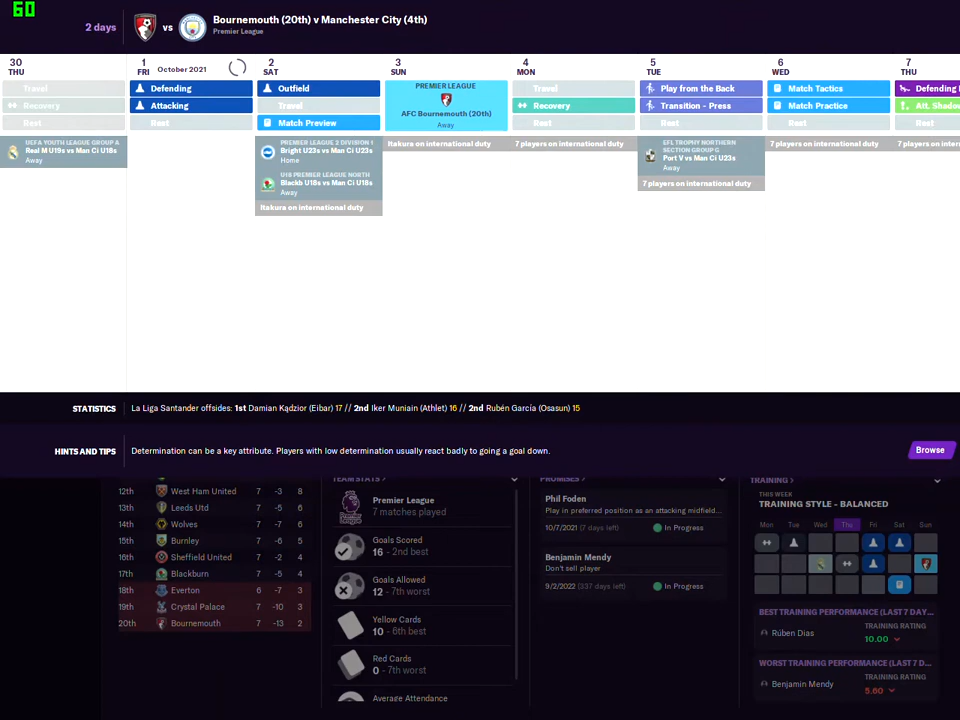 60
2 days
vs
Bournemouth (20th) v Manchester City (4th)
Premier League
30
THU
1
FRI
October 2021
2
SAT
3
SUN
4
MON
5
TUE
6
WED
7
THU
Travel
Recovery
Rest
UEFA YOUTH LEAGUE GROUP A
Real M U19s vs Man Ci U18s
Away
Defending
Attacking
Rest
Outfield
Travel
Match Preview
PREMIER LEAGUE 2 DIVISION 1
Bright U23s vs Man Ci U23s
Home
U18 PREMIER LEAGUE NORTH
Blackb U18s vs Man Ci U18s
Away
Itakura on international duty
PREMIER LEAGUE
AFC Bournemouth (20th)
Away
Itakura on international duty
Travel
Recovery
Rest
7 players on international duty
Play from the Back
Transition - Press
Rest
EFL TROPHY NORTHERN
SECTION GROUP G
Port V vs Man Ci U23s
Away
7 players on international duty
Match Tactics
Match Practice
Rest
7 players on international duty
Defending
Att. Shadow
Rest
7 players on intern
STATISTICS
La Liga Santander offsides: 1st Damian Kądzior (Eibar) 17 // 2nd Iker Muniain (Athlet) 16 // 2nd Rubén García (Osasun) 15
HINTS AND TIPS
Determination can be a key attribute. Players with low determination usually react badly to going a goal down.
Browse
12th West Ham United 7 -3 8
13th Leeds Utd 7 -5 6
14th Wolves 7 -7 6
15th Burnley 7 -6 5
16th Sheffield United 7 -2 4
17th Blackburn 7 -5 4
18th Everton 6 -7 3
19th Crystal Palace 7 -10 3
20th Bournemouth 7 -13 2
TEAM STATS >
Premier League
7 matches played
Goals Scored
16 - 2nd best
Goals Allowed
12 - 7th worst
Yellow Cards
10 - 6th best
Red Cards
0 - 7th worst
Average Attendance
PROMISES >
Phil Foden
Play in preferred position as an attacking midfield...
10/7/2021 (7 days left)
In Progress
Benjamin Mendy
Don't sell player
9/2/2022 (337 days left)
In Progress
TRAINING >
THIS WEEK
TRAINING STYLE - BALANCED
Mon Tue Wed Thu Fri Sat Sun
BEST TRAINING PERFORMANCE (LAST 7 DAY...
Rúben Dias
TRAINING RATING
10.00
WORST TRAINING PERFORMANCE (LAST 7 D...
Benjamin Mendy
TRAINING RATING
5.60